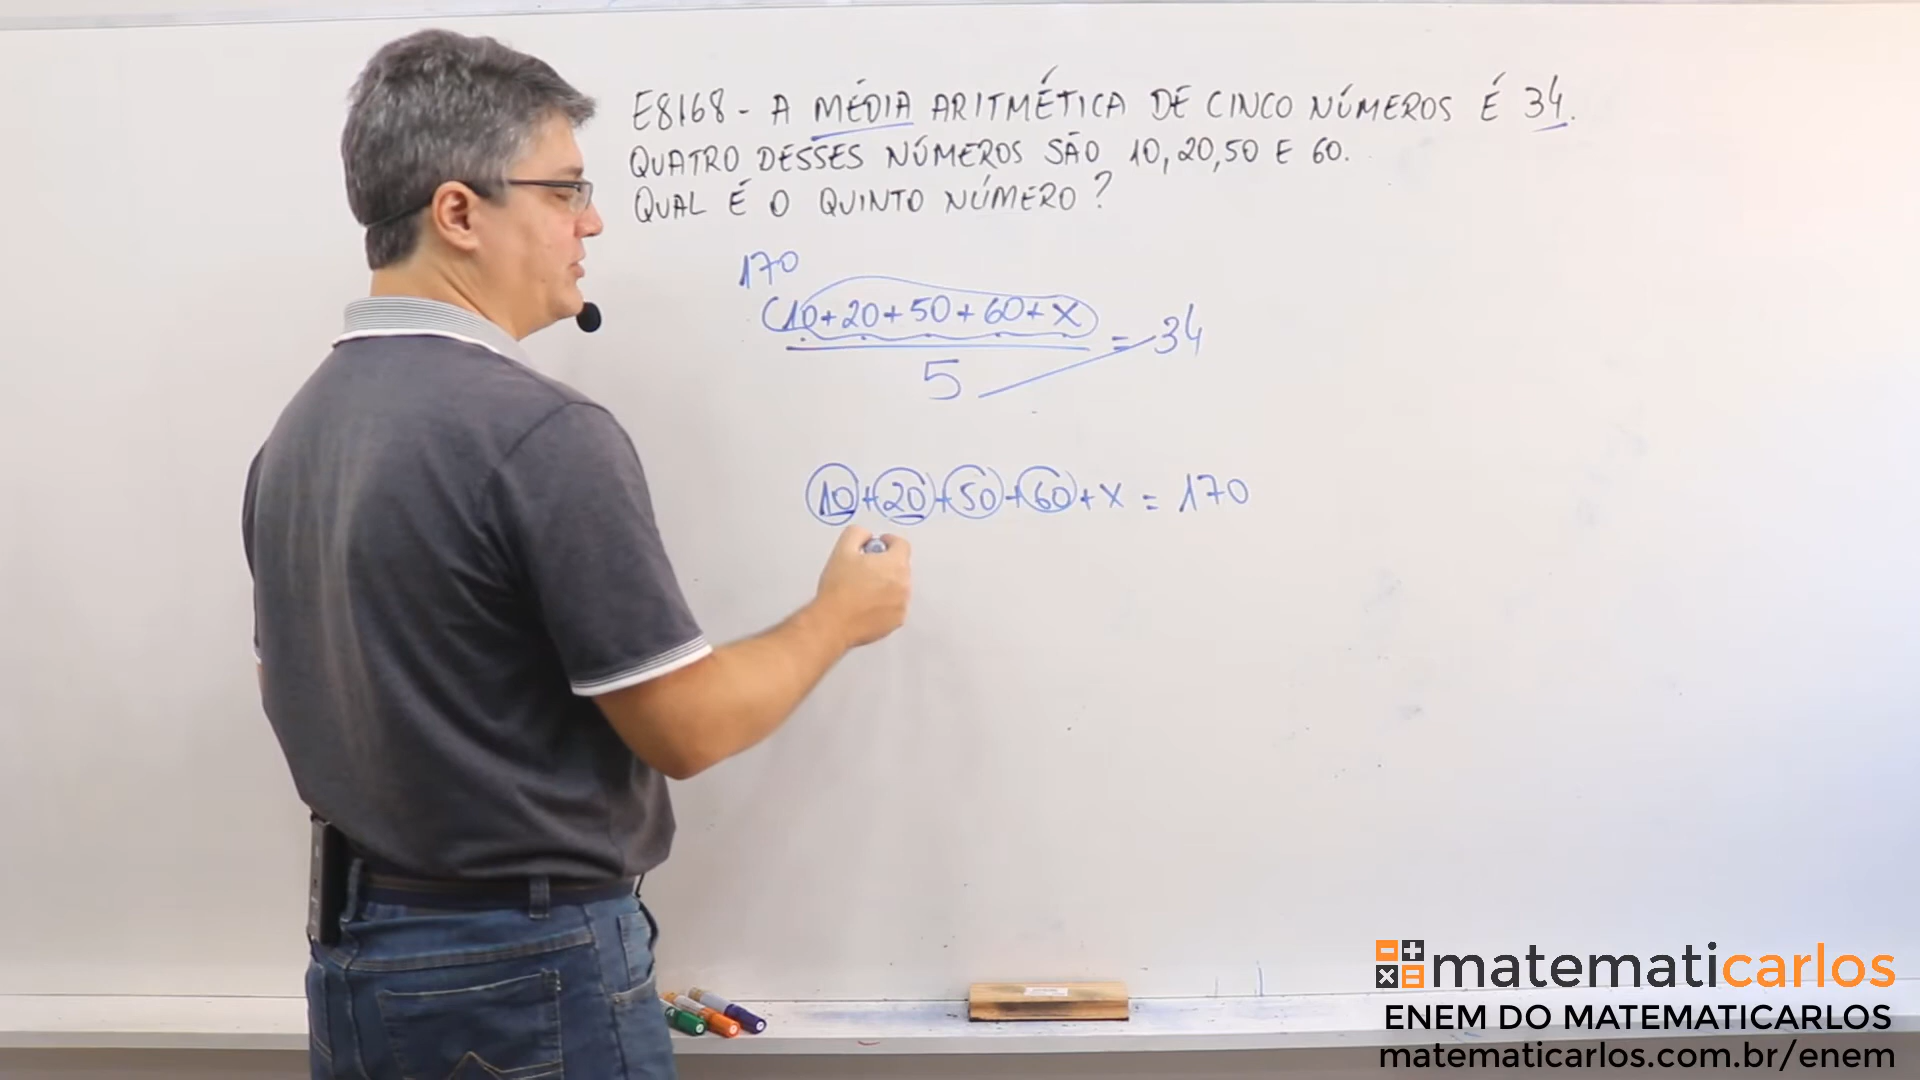 E8168 - A MÉDIA ARITMÉTICA DE CINCO NÚMEROS É 34.
QUATRO DESSES NÚMEROS SÃO 10, 20, 50 E 60.
QUAL É O QUINTO NÚMERO?
170
(10+20+50+60+X) = 34
5
10+20+50+60+X = 170
matematicarlos
ENEM DO MATEMATICARLOS
matematicarlos.com.br/enem